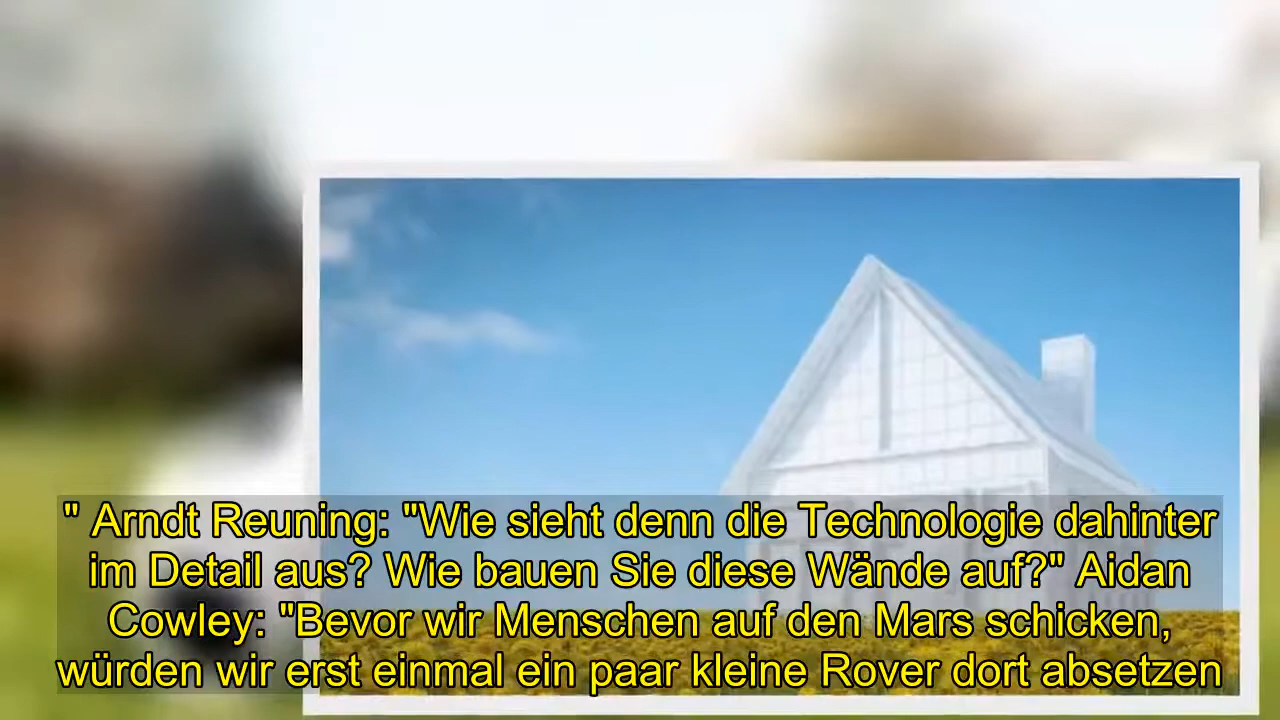 " Arndt Reuning: "Wie sieht denn die Technologie dahinter
im Detail aus? Wie bauen Sie diese Wände auf?" Aidan
Cowley: "Bevor wir Menschen auf den Mars schicken,
würden wir erst einmal ein paar kleine Rover dort absetzen